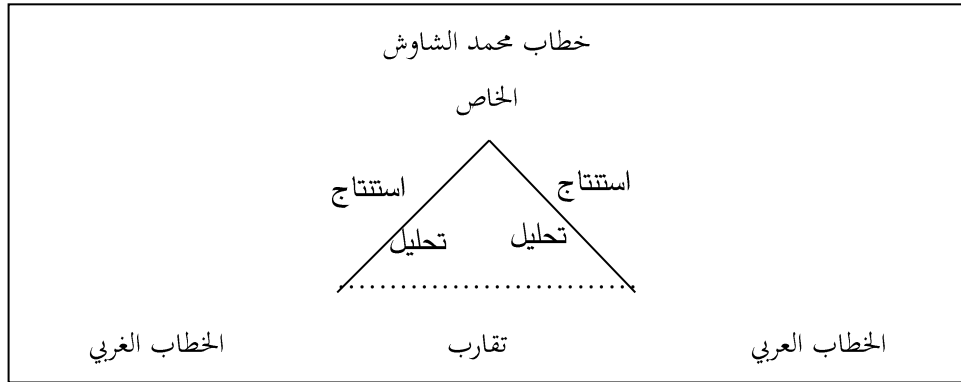 خطاب محمد الشاوش
الخاص
استنتاج استنتاج
تحليل تحليل
الخطاب العربي تقارب الخطاب الغربي